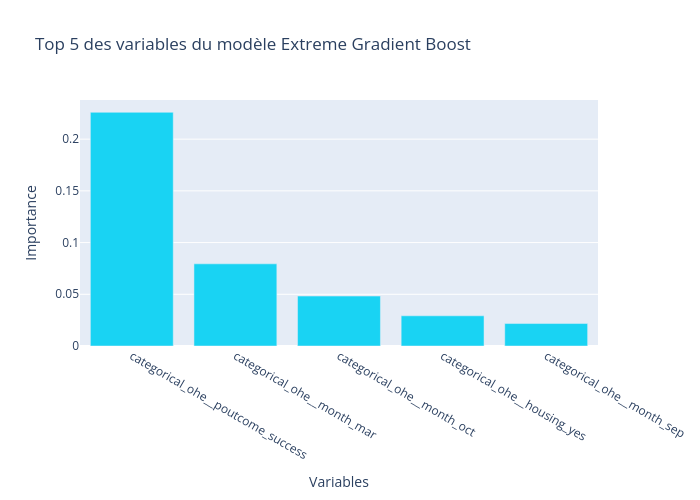 Top 5 des variables du modèle Extreme Gradient Boost
Importance
0.2
0.15
0.1
0.05
0
categorical_ohe__poutcome_success
categorical_ohe__month_mar
categorical_ohe__month_oct
categorical_ohe__housing_yes
categorical_ohe__month_sep
Variables